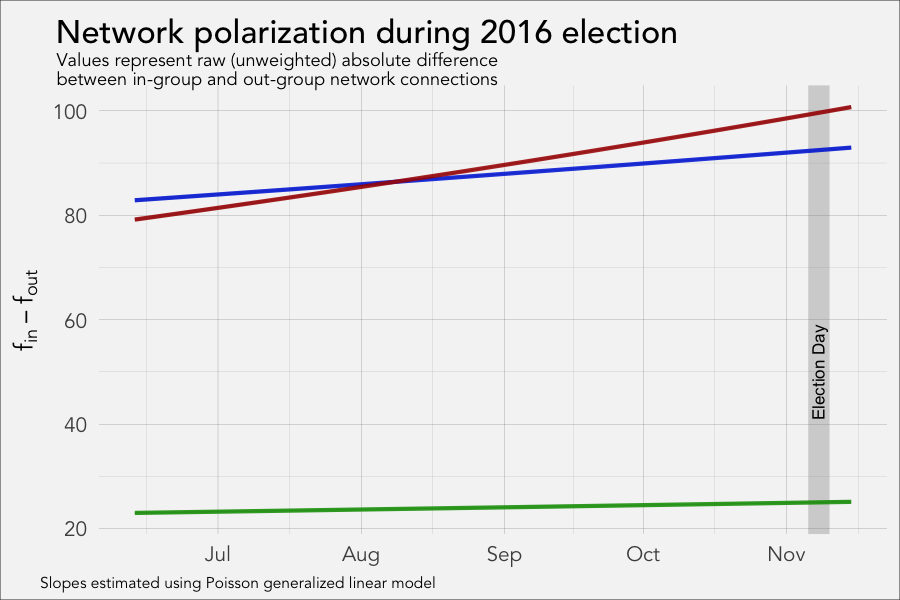 Network polarization during 2016 election
Values represent raw (unweighted) absolute difference
between in-group and out-group network connections
100
80
60
40
20
f_in − f_out
Election Day
Jul Aug Sep Oct Nov
Slopes estimated using Poisson generalized linear model